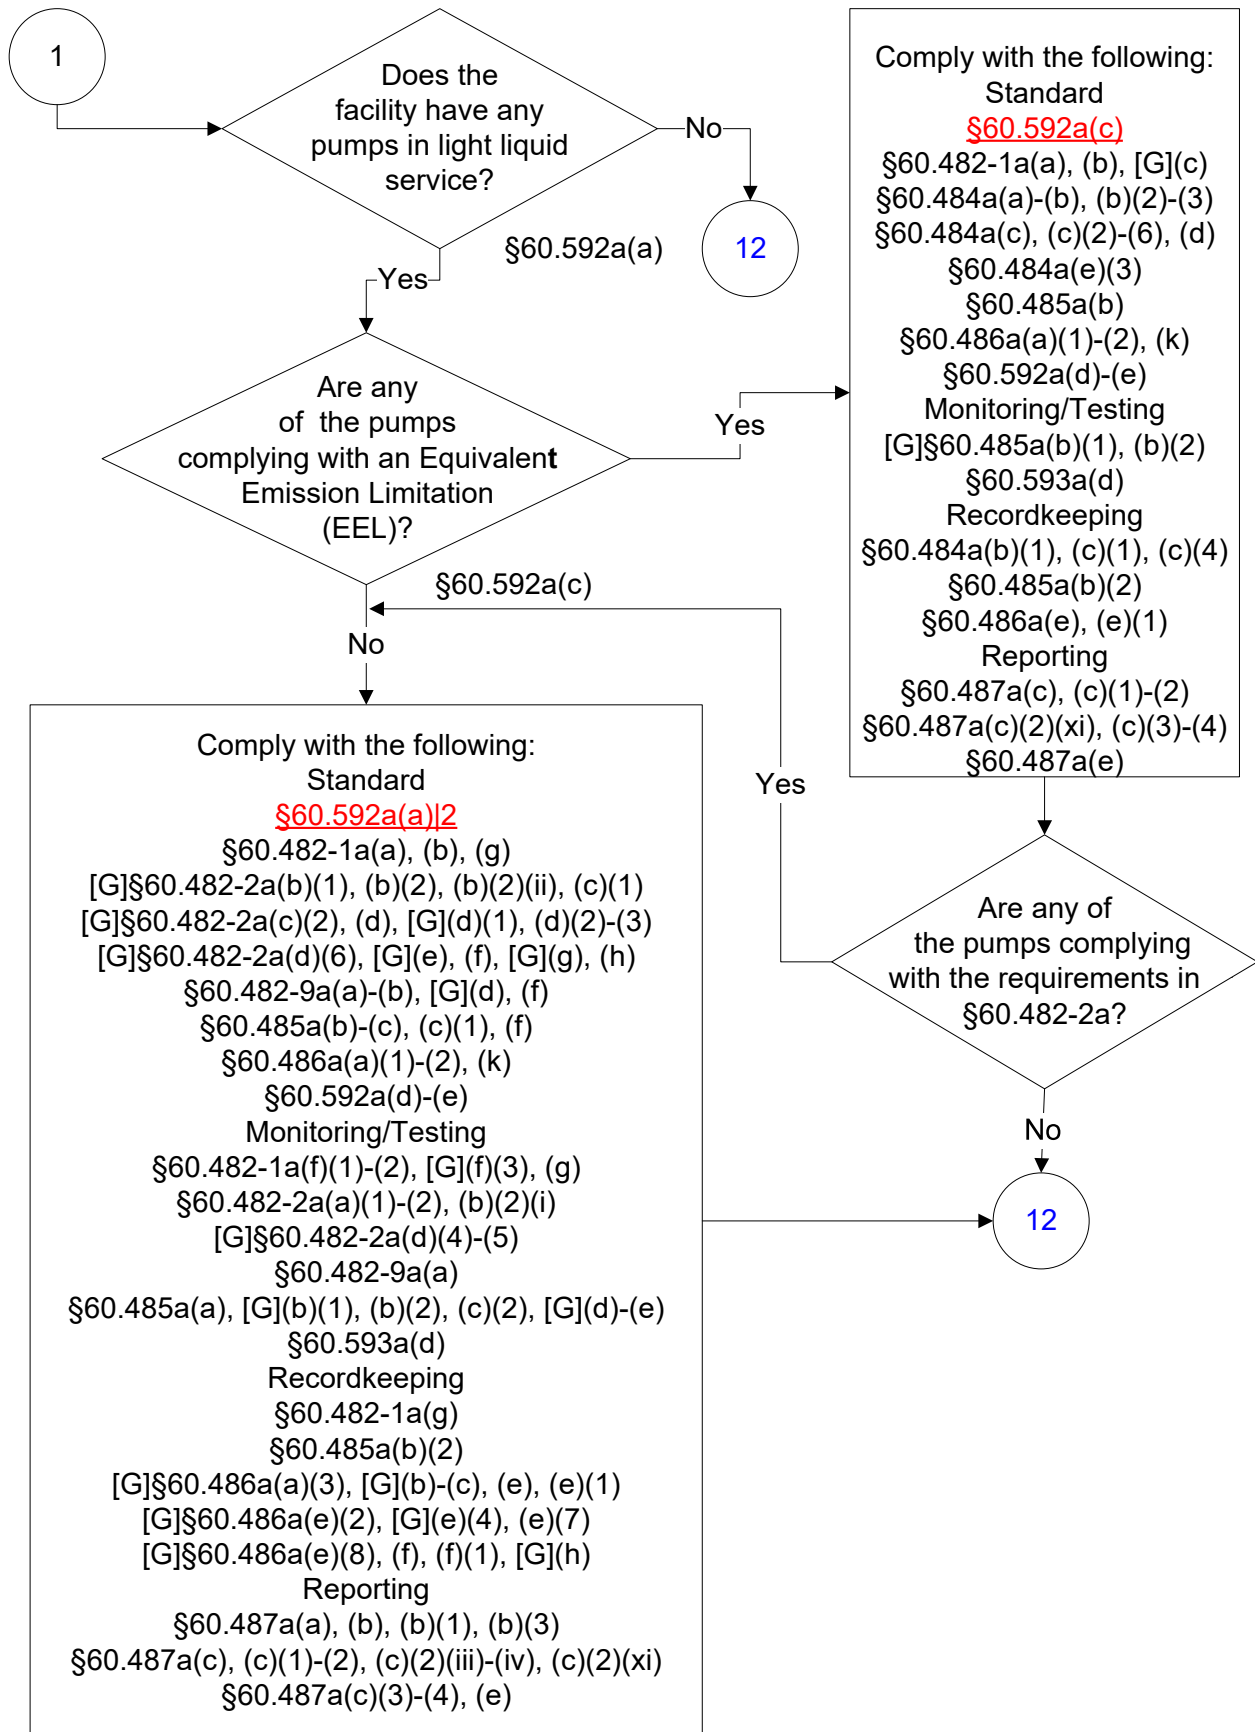 1
Does the
facility have any
pumps in light liquid
service?
No
12
§60.592a(a)
Yes
Are any
of  the pumps
complying with an Equivalent
Emission Limitation
(EEL)?
Yes
§60.592a(c)
No
Comply with the following:
Standard
§60.592a(c)
§60.482-1a(a), (b), [G](c)
§60.484a(a)-(b), (b)(2)-(3)
§60.484a(c), (c)(2)-(6), (d)
§60.484a(e)(3)
§60.485a(b)
§60.486a(a)(1)-(2), (k)
§60.592a(d)-(e)
Monitoring/Testing
[G]§60.485a(b)(1), (b)(2)
§60.593a(d)
Recordkeeping
§60.484a(b)(1), (c)(1), (c)(4)
§60.485a(b)(2)
§60.486a(e), (e)(1)
Reporting
§60.487a(c), (c)(1)-(2)
§60.487a(c)(2)(xi), (c)(3)-(4)
§60.487a(e)
Are any of
the pumps complying
with the requirements in
§60.482-2a?
Yes
No
12
Comply with the following:
Standard
§60.592a(a)|2
§60.482-1a(a), (b), (g)
[G]§60.482-2a(b)(1), (b)(2), (b)(2)(ii), (c)(1)
[G]§60.482-2a(c)(2), (d), [G](d)(1), (d)(2)-(3)
[G]§60.482-2a(d)(6), [G](e), (f), [G](g), (h)
§60.482-9a(a)-(b), [G](d), (f)
§60.485a(b)-(c), (c)(1), (f)
§60.486a(a)(1)-(2), (k)
§60.592a(d)-(e)
Monitoring/Testing
§60.482-1a(f)(1)-(2), [G](f)(3), (g)
§60.482-2a(a)(1)-(2), (b)(2)(i)
[G]§60.482-2a(d)(4)-(5)
§60.482-9a(a)
§60.485a(a), [G](b)(1), (b)(2), (c)(2), [G](d)-(e)
§60.593a(d)
Recordkeeping
§60.482-1a(g)
§60.485a(b)(2)
[G]§60.486a(a)(3), [G](b)-(c), (e), (e)(1)
[G]§60.486a(e)(2), [G](e)(4), (e)(7)
[G]§60.486a(e)(8), (f), (f)(1), [G](h)
Reporting
§60.487a(a), (b), (b)(1), (b)(3)
§60.487a(c), (c)(1)-(2), (c)(2)(iii)-(iv), (c)(2)(xi)
§60.487a(c)(3)-(4), (e)